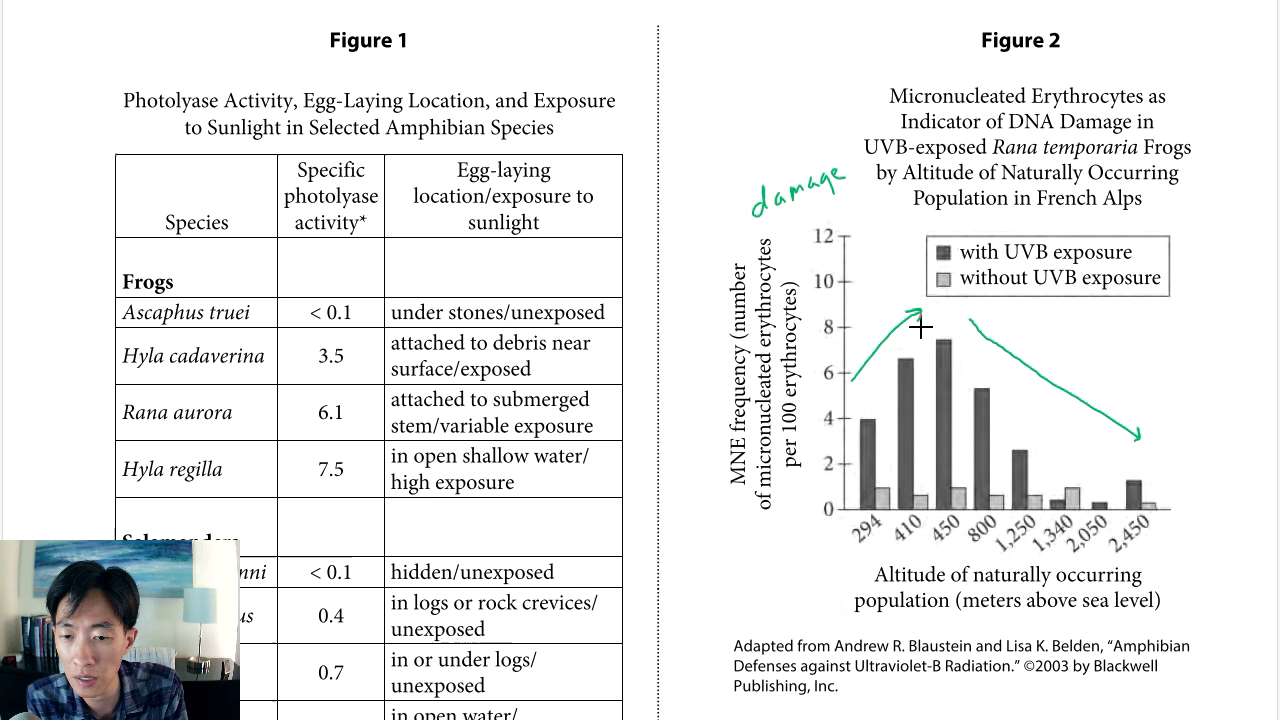 Figure 1
Photolyase Activity, Egg-Laying Location, and Exposure
to Sunlight in Selected Amphibian Species
Species
Specific
photolyase
activity*
Egg-laying
location/exposure to
sunlight
Frogs
Ascaphus truei
< 0.1
under stones/unexposed
Hyla cadaverina
3.5
attached to debris near
surface/exposed
Rana aurora
6.1
attached to submerged
stem/variable exposure
Hyla regilla
7.5
in open shallow water/
high exposure
nni
< 0.1
hidden/unexposed
us
0.4
in logs or rock crevices/
unexposed
0.7
in or under logs/
unexposed
in open water/
Figure 2
Micronucleated Erythrocytes as
Indicator of DNA Damage in
UVB-exposed Rana temporaria Frogs
by Altitude of Naturally Occurring
Population in French Alps
damage
with UVB exposure
without UVB exposure
MNE frequency (number
of micronucleated erythrocytes
per 100 erythrocytes)
12
10
8
6
4
2
0
294
410
450
800
1,250
1,340
2,050
2,450
Altitude of naturally occurring
population (meters above sea level)
Adapted from Andrew R. Blaustein and Lisa K. Belden, “Amphibian
Defenses against Ultraviolet-B Radiation.” ©2003 by Blackwell
Publishing, Inc.